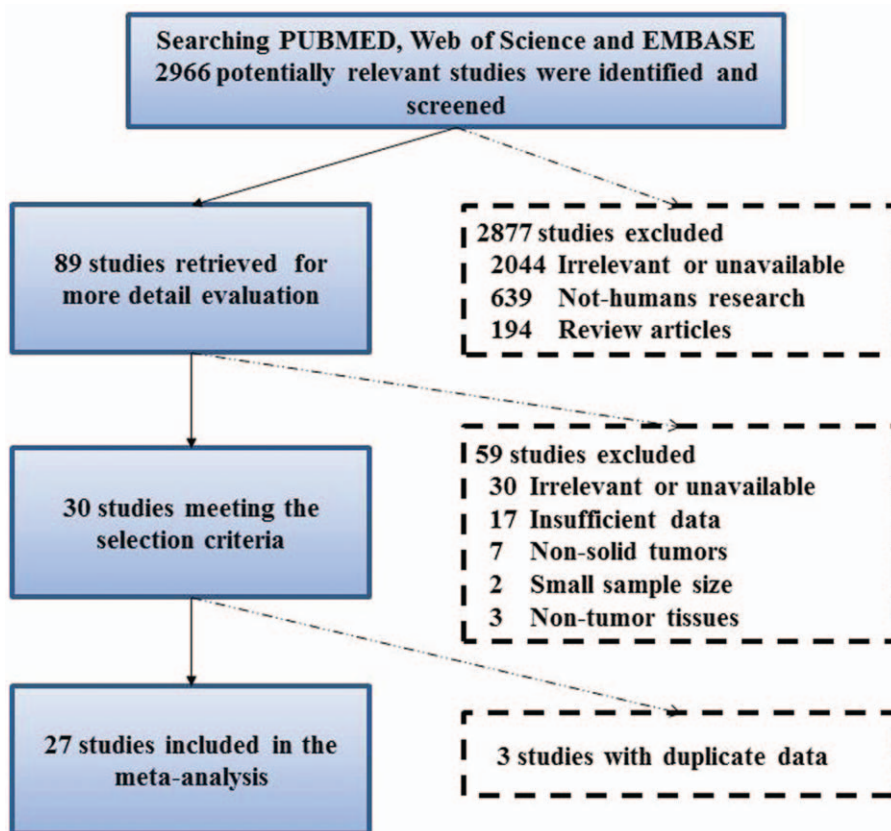 Searching PUBMED, Web of Science and EMBASE
2966 potentially relevant studies were identified and
screened
89 studies retrieved for
more detail evaluation
2877 studies excluded
2044 Irrelevant or unavailable
639 Not-humans research
194 Review articles
30 studies meeting the
selection criteria
59 studies excluded
30 Irrelevant or unavailable
17 Insufficient data
7 Non-solid tumors
2 Small sample size
3 Non-tumor tissues
27 studies included in the
meta-analysis
3 studies with duplicate data